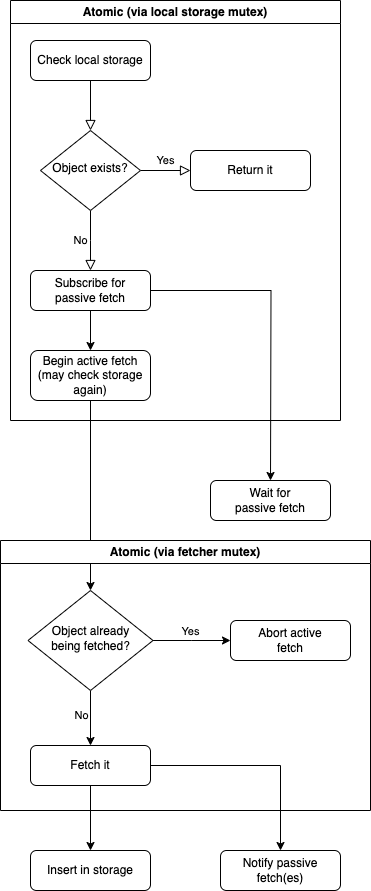 Atomic (via local storage mutex)
Check local storage
Object exists?
Yes
Return it
No
Subscribe for
passive fetch
Begin active fetch
(may check storage
again)
Wait for
passive fetch
Atomic (via fetcher mutex)
Object already
being fetched?
Yes
Abort active
fetch
No
Fetch it
Insert in storage
Notify passive
fetch(es)